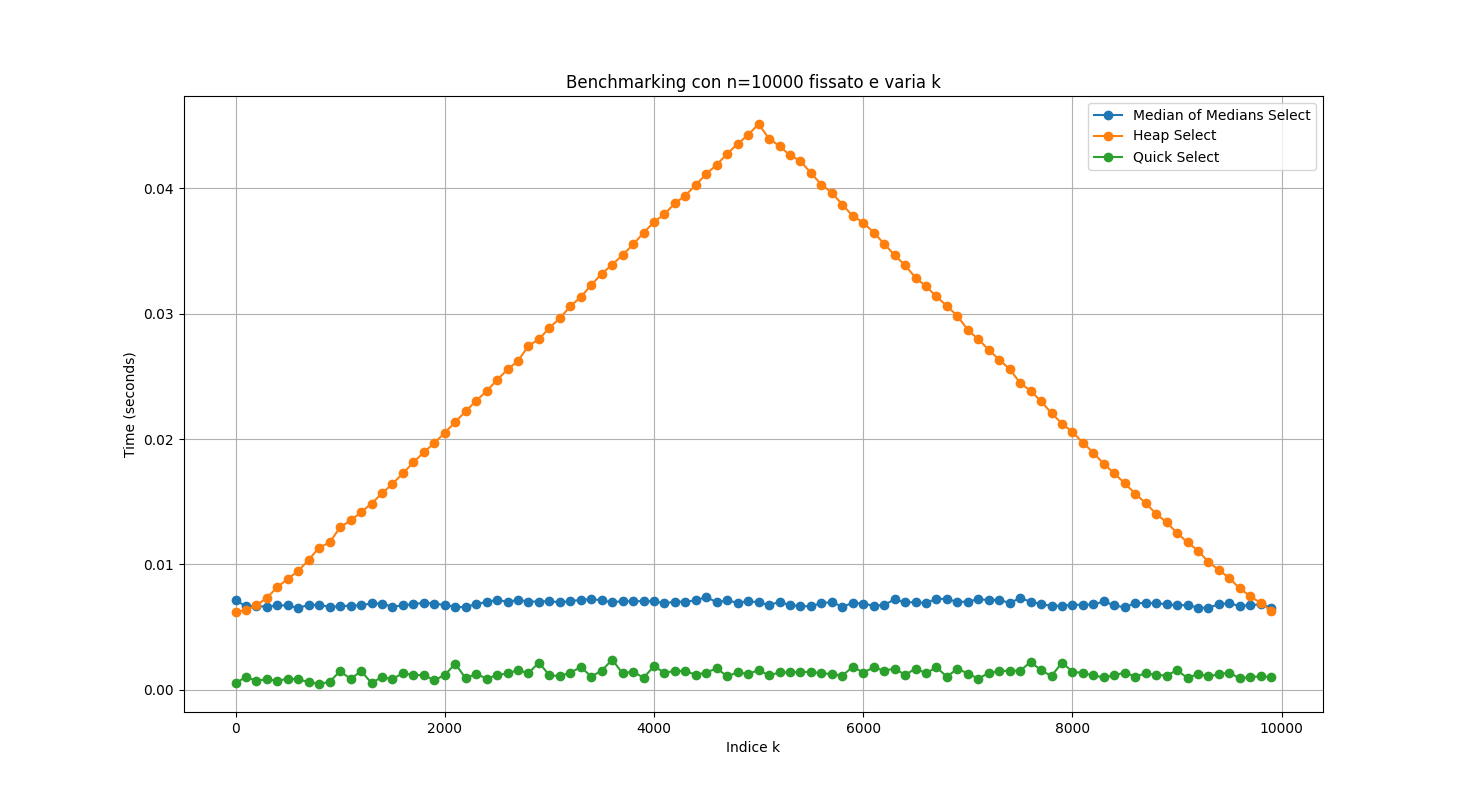 Benchmarking con n=10000 fissato e varia k
Median of Medians Select
Heap Select
Quick Select
Time (seconds)
0.04
0.03
0.02
0.01
0.00
0
2000
4000
6000
8000
10000
Indice k